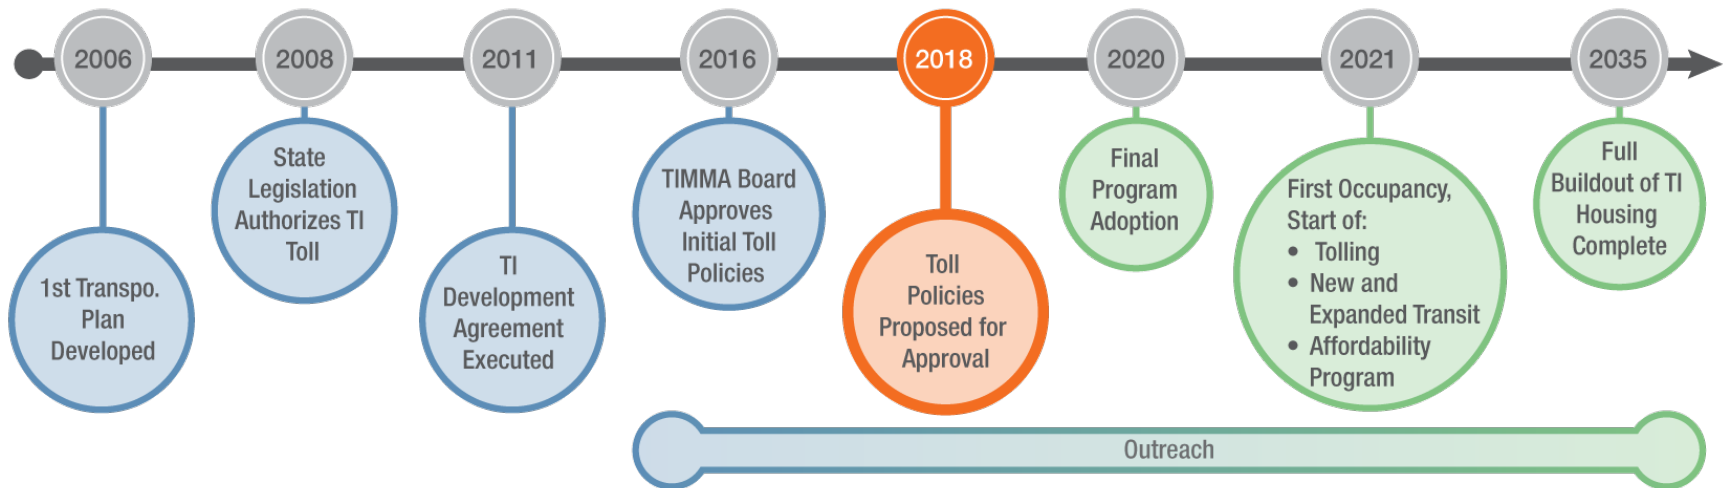 2006
2008
2011
2016
2018
2020
2021
2035
1st Transpo.
Plan
Developed
State
Legislation
Authorizes TI
Toll
TI
Development
Agreement
Executed
TIMMA Board
Approves
Initial Toll
Policies
Toll
Policies
Proposed for
Approval
Final
Program
Adoption
First Occupancy,
Start of:
• Tolling
• New and
Expanded Transit
• Affordability
Program
Full
Buildout of TI
Housing
Complete
Outreach